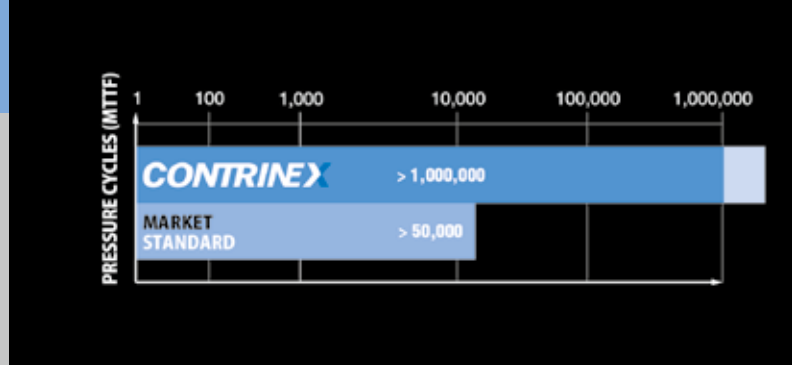 PRESSURE CYCLES (MTTF)
1 100 1,000 10,000 100,000 1,000,000
CONTRINEX > 1,000,000
MARKET
STANDARD
> 50,000